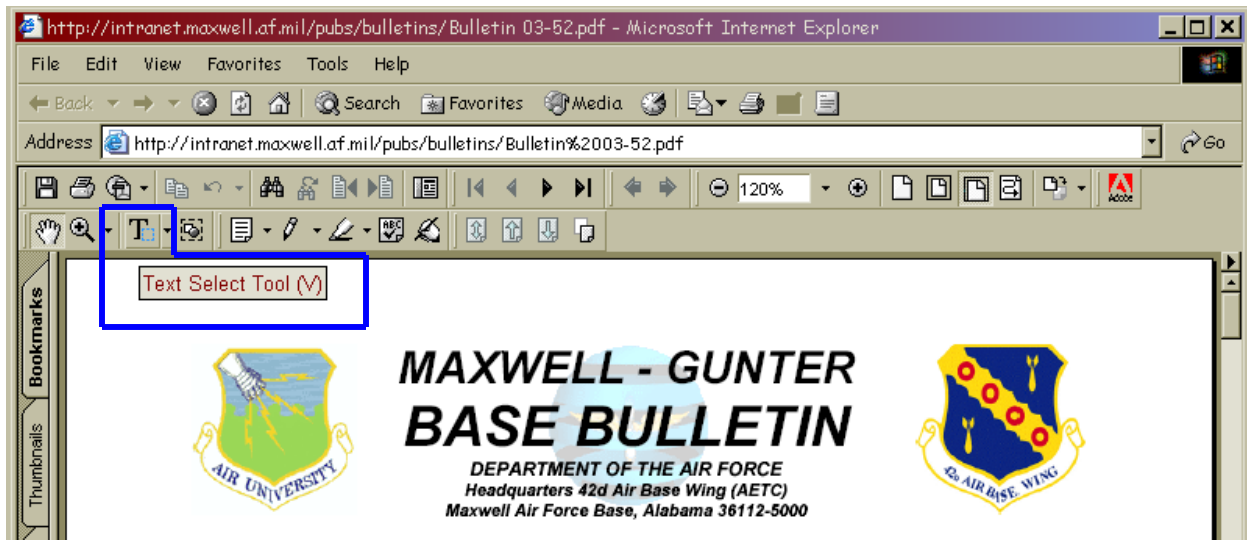 http://intranet.maxwell.af.mil/pubs/bulletins/Bulletin 03-52.pdf - Microsoft Internet Explorer
File Edit View Favorites Tools Help
Back Search Favorites Media
Address http://intranet.maxwell.af.mil/pubs/bulletins/Bulletin%2003-52.pdf Go
120% Adobe
T ABC
Text Select Tool (V)
Bookmarks
Thumbnails
MAXWELL - GUNTER
BASE BULLETIN
DEPARTMENT OF THE AIR FORCE
Headquarters 42d Air Base Wing (AETC)
Maxwell Air Force Base, Alabama 36112-5000
AIR UNIVERSITY
42D AIR BASE WING